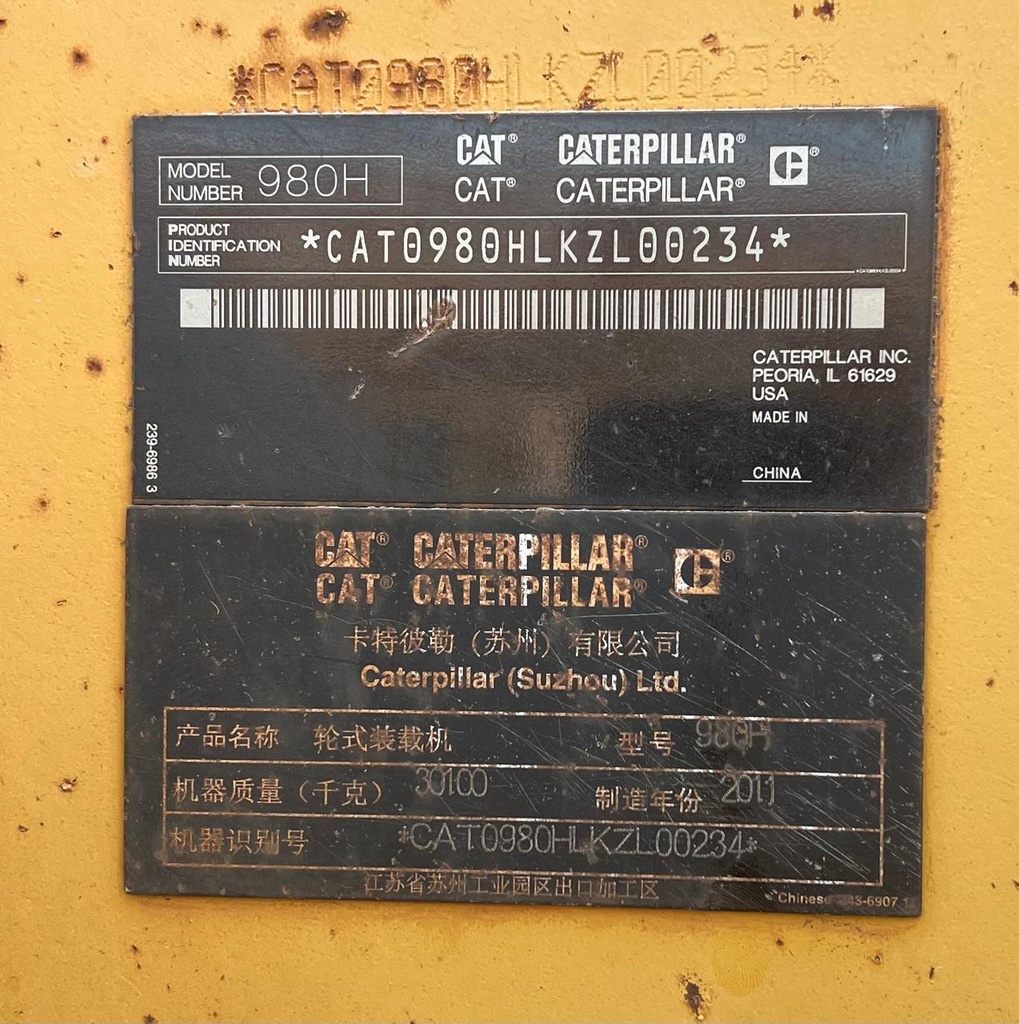 *CAT0980HLKZL00234*
MODEL NUMBER 980H
CAT® CATERPILLAR®
CAT® CATERPILLAR®
PRODUCT IDENTIFICATION NUMBER *CAT0980HLKZL00234*
*CAT0980HLKZL00234*
CATERPILLAR INC.
PEORIA, IL 61629
USA
MADE IN
CHINA
239-6986 3
CAT® CATERPILLAR®
CAT® CATERPILLAR®
卡特彼勒（苏州）有限公司
Caterpillar (Suzhou) Ltd.
产品名称 轮式装载机 型号 980H
机器质量（千克） 30100 制造年份 2011
机器识别号 *CAT0980HLKZL00234*
江苏省苏州工业园区出口加工区
Chinese